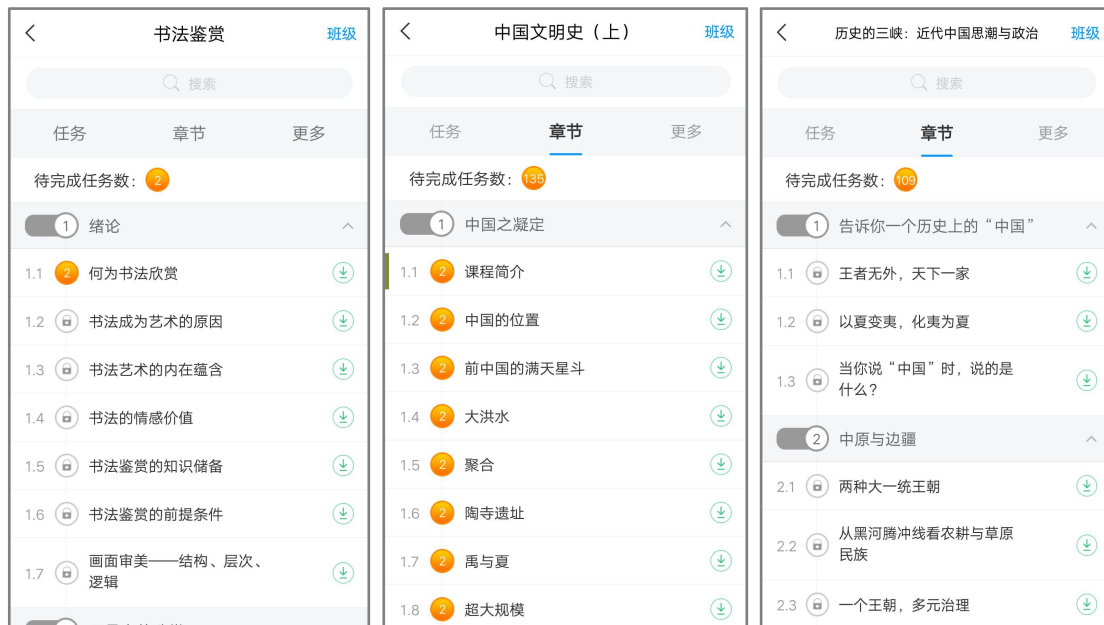 书法鉴赏
班级
搜索
任务
章节
更多
待完成任务数：
2
1
绪论
1.1
2
何为书法欣赏
1.2
书法成为艺术的原因
1.3
书法艺术的内在蕴含
1.4
书法的情感价值
1.5
书法鉴赏的知识储备
1.6
书法鉴赏的前提条件
1.7
画面审美——结构、层次、
逻辑
中国文明史（上）
班级
搜索
任务
章节
更多
待完成任务数：
135
1
中国之凝定
1.1
2
课程简介
1.2
2
中国的位置
1.3
2
前中国的满天星斗
1.4
2
大洪水
1.5
2
聚合
1.6
2
陶寺遗址
1.7
2
禹与夏
1.8
2
超大规模
历史的三峡：近代中国思潮与政治
班级
搜索
任务
章节
更多
待完成任务数：
109
1
告诉你一个历史上的“中国”
1.1
王者无外，天下一家
1.2
以夏变夷，化夷为夏
1.3
当你说“中国”时，说的是
什么？
2
中原与边疆
2.1
两种大一统王朝
2.2
从黑河腾冲线看农耕与草原
民族
2.3
一个王朝，多元治理